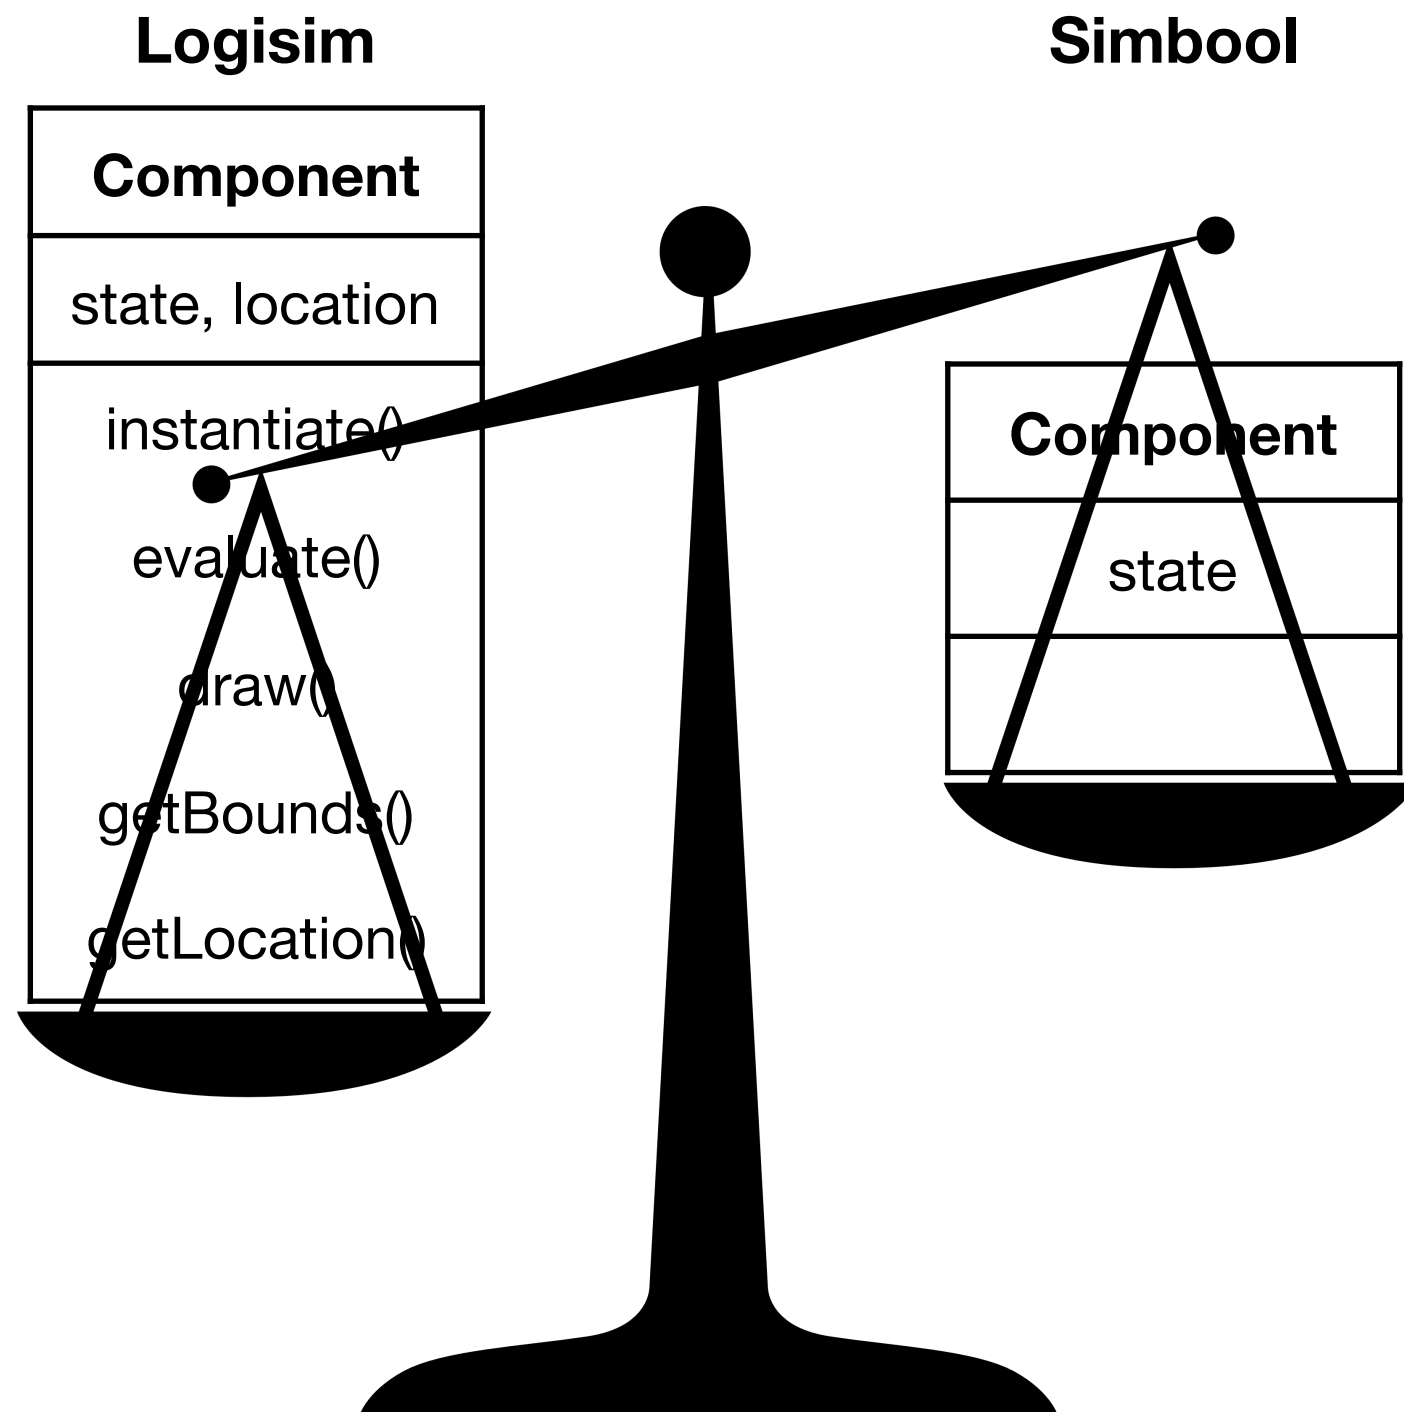 Logisim
Component
state, location
instantiate()
evaluate()
draw()
getBounds()
getLocation()
Simbool
Component
state